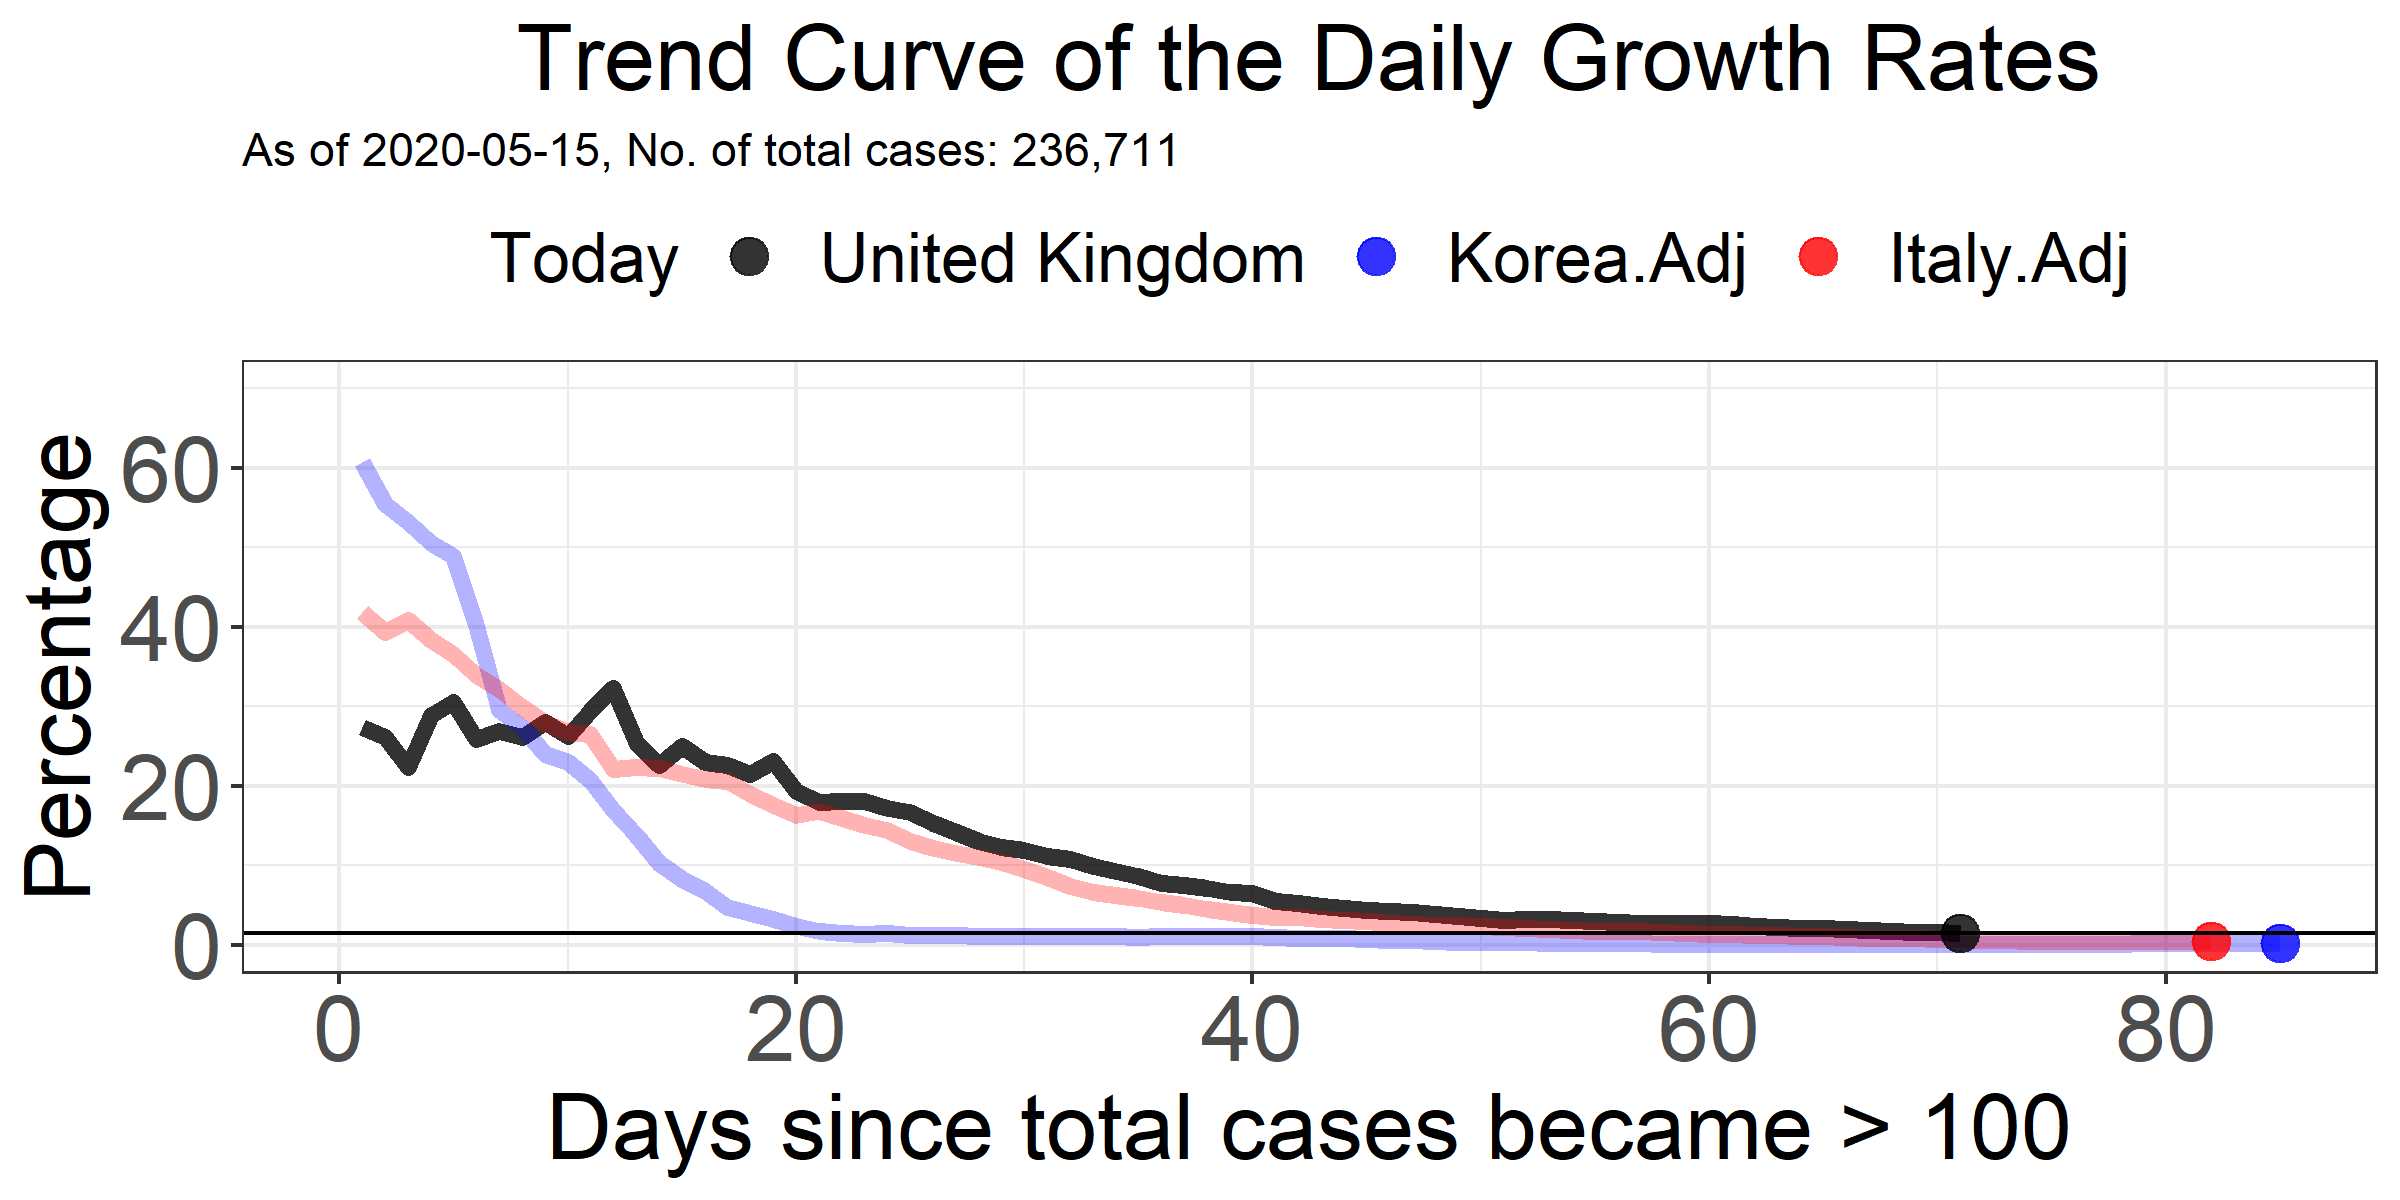 Trend Curve of the Daily Growth Rates
As of 2020-05-15, No. of total cases: 236,711
Today United Kingdom Korea.Adj Italy.Adj
Percentage
60
40
20
0
0 20 40 60 80
Days since total cases became > 100